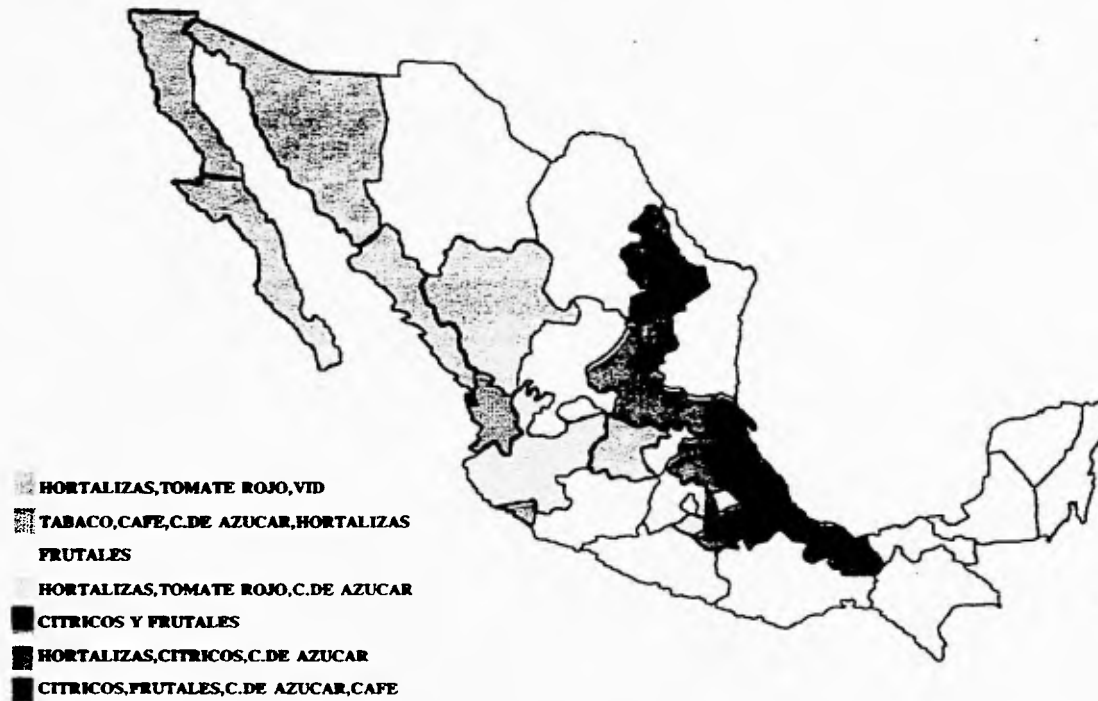 HORTALIZAS,TOMATE ROJO,VID
TABACO,CAFE,C.DE AZUCAR,HORTALIZAS
FRUTALES
HORTALIZAS,TOMATE ROJO,C.DE AZUCAR
CITRICOS Y FRUTALES
HORTALIZAS,CITRICOS,C.DE AZUCAR
CITRICOS,FRUTALES,C.DE AZUCAR,CAFE